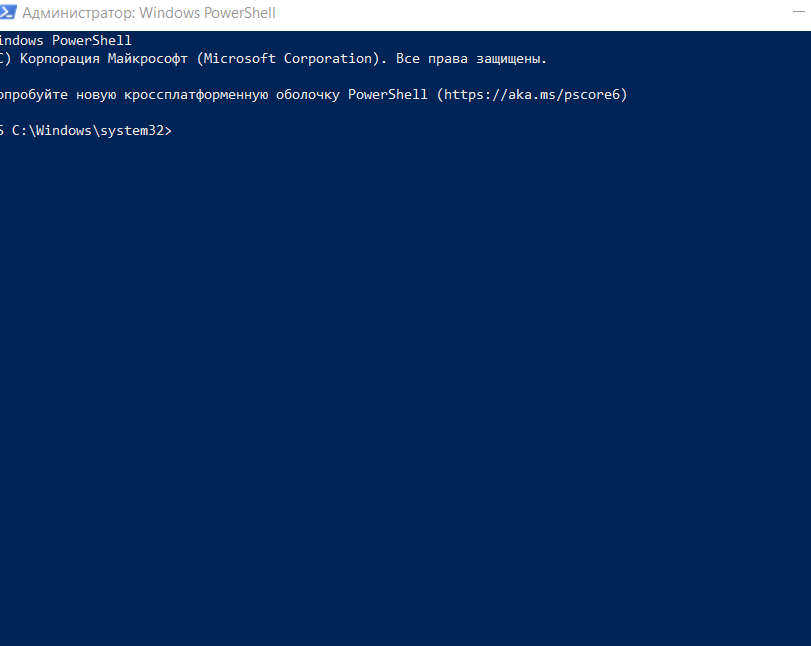 Администратор: Windows PowerShell
indows PowerShell
C) Корпорация Майкрософт (Microsoft Corporation). Все права защищены.
опробуйте новую кроссплатформенную оболочку PowerShell (https://aka.ms/pscore6)
S C:\Windows\system32>